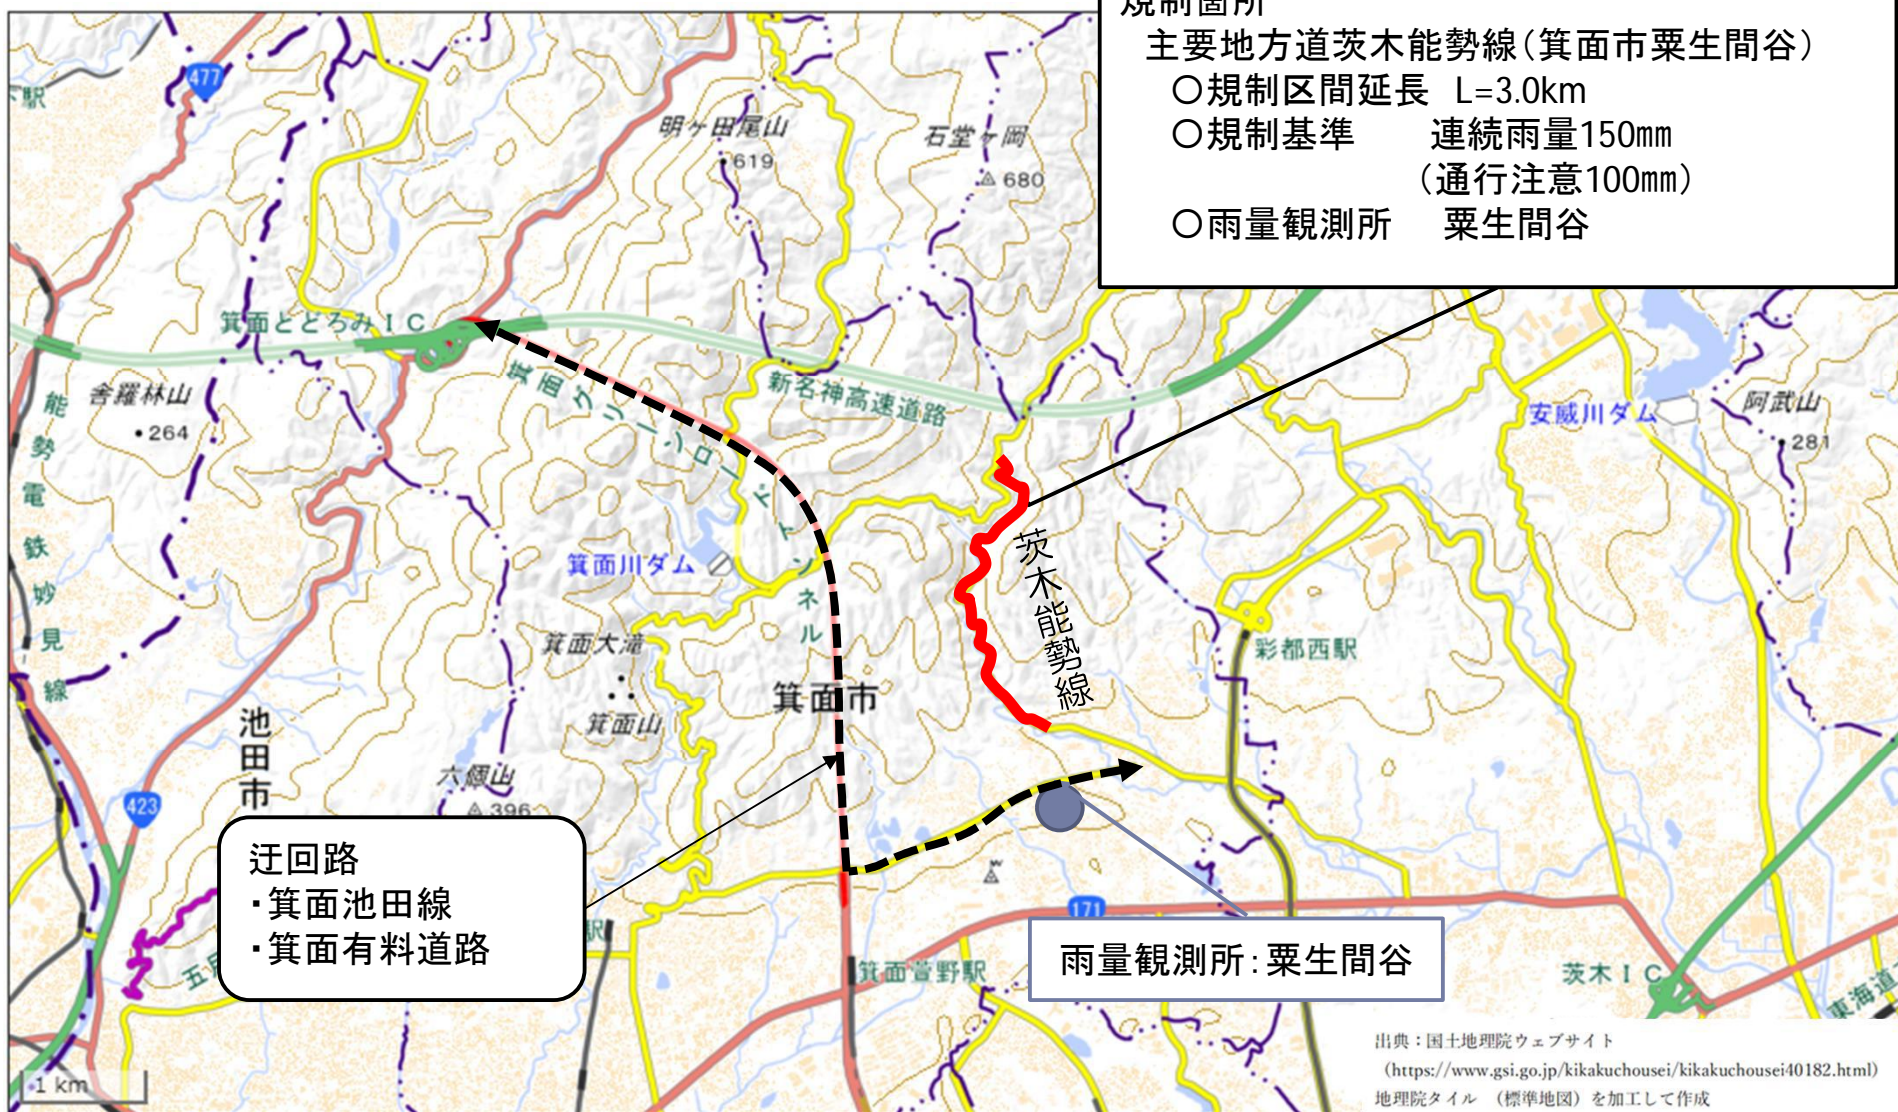 規制箇所
主要地方道茨木能勢線(箕面市粟生間谷)
○規制区間延長 L=3.0km
○規制基準 連続雨量150㎜
(通行注意100㎜)
○雨量観測所 粟生間谷
477
明ヶ田尾山
619
石堂ヶ岡
680
箕面とどろみIC
箕面グリーンロードトンネル
新名神高速道路
舎羅林山
264
能勢電鉄妙見線
安威川ダム
阿武山
281
箕面川ダム
茨木能勢線
箕面大滝
箕面山
箕面市
彩都西駅
池田市
六個山
396
423
迂回路
・箕面池田線
・箕面有料道路
171
雨量観測所:粟生間谷
箕面萱野駅
茨木IC
東海道
1 km
出典:国土地理院ウェブサイト
(https://www.gsi.go.jp/kikakuchousei/kikakuchousei40182.html)
地理院タイル (標準地図)を加工して作成